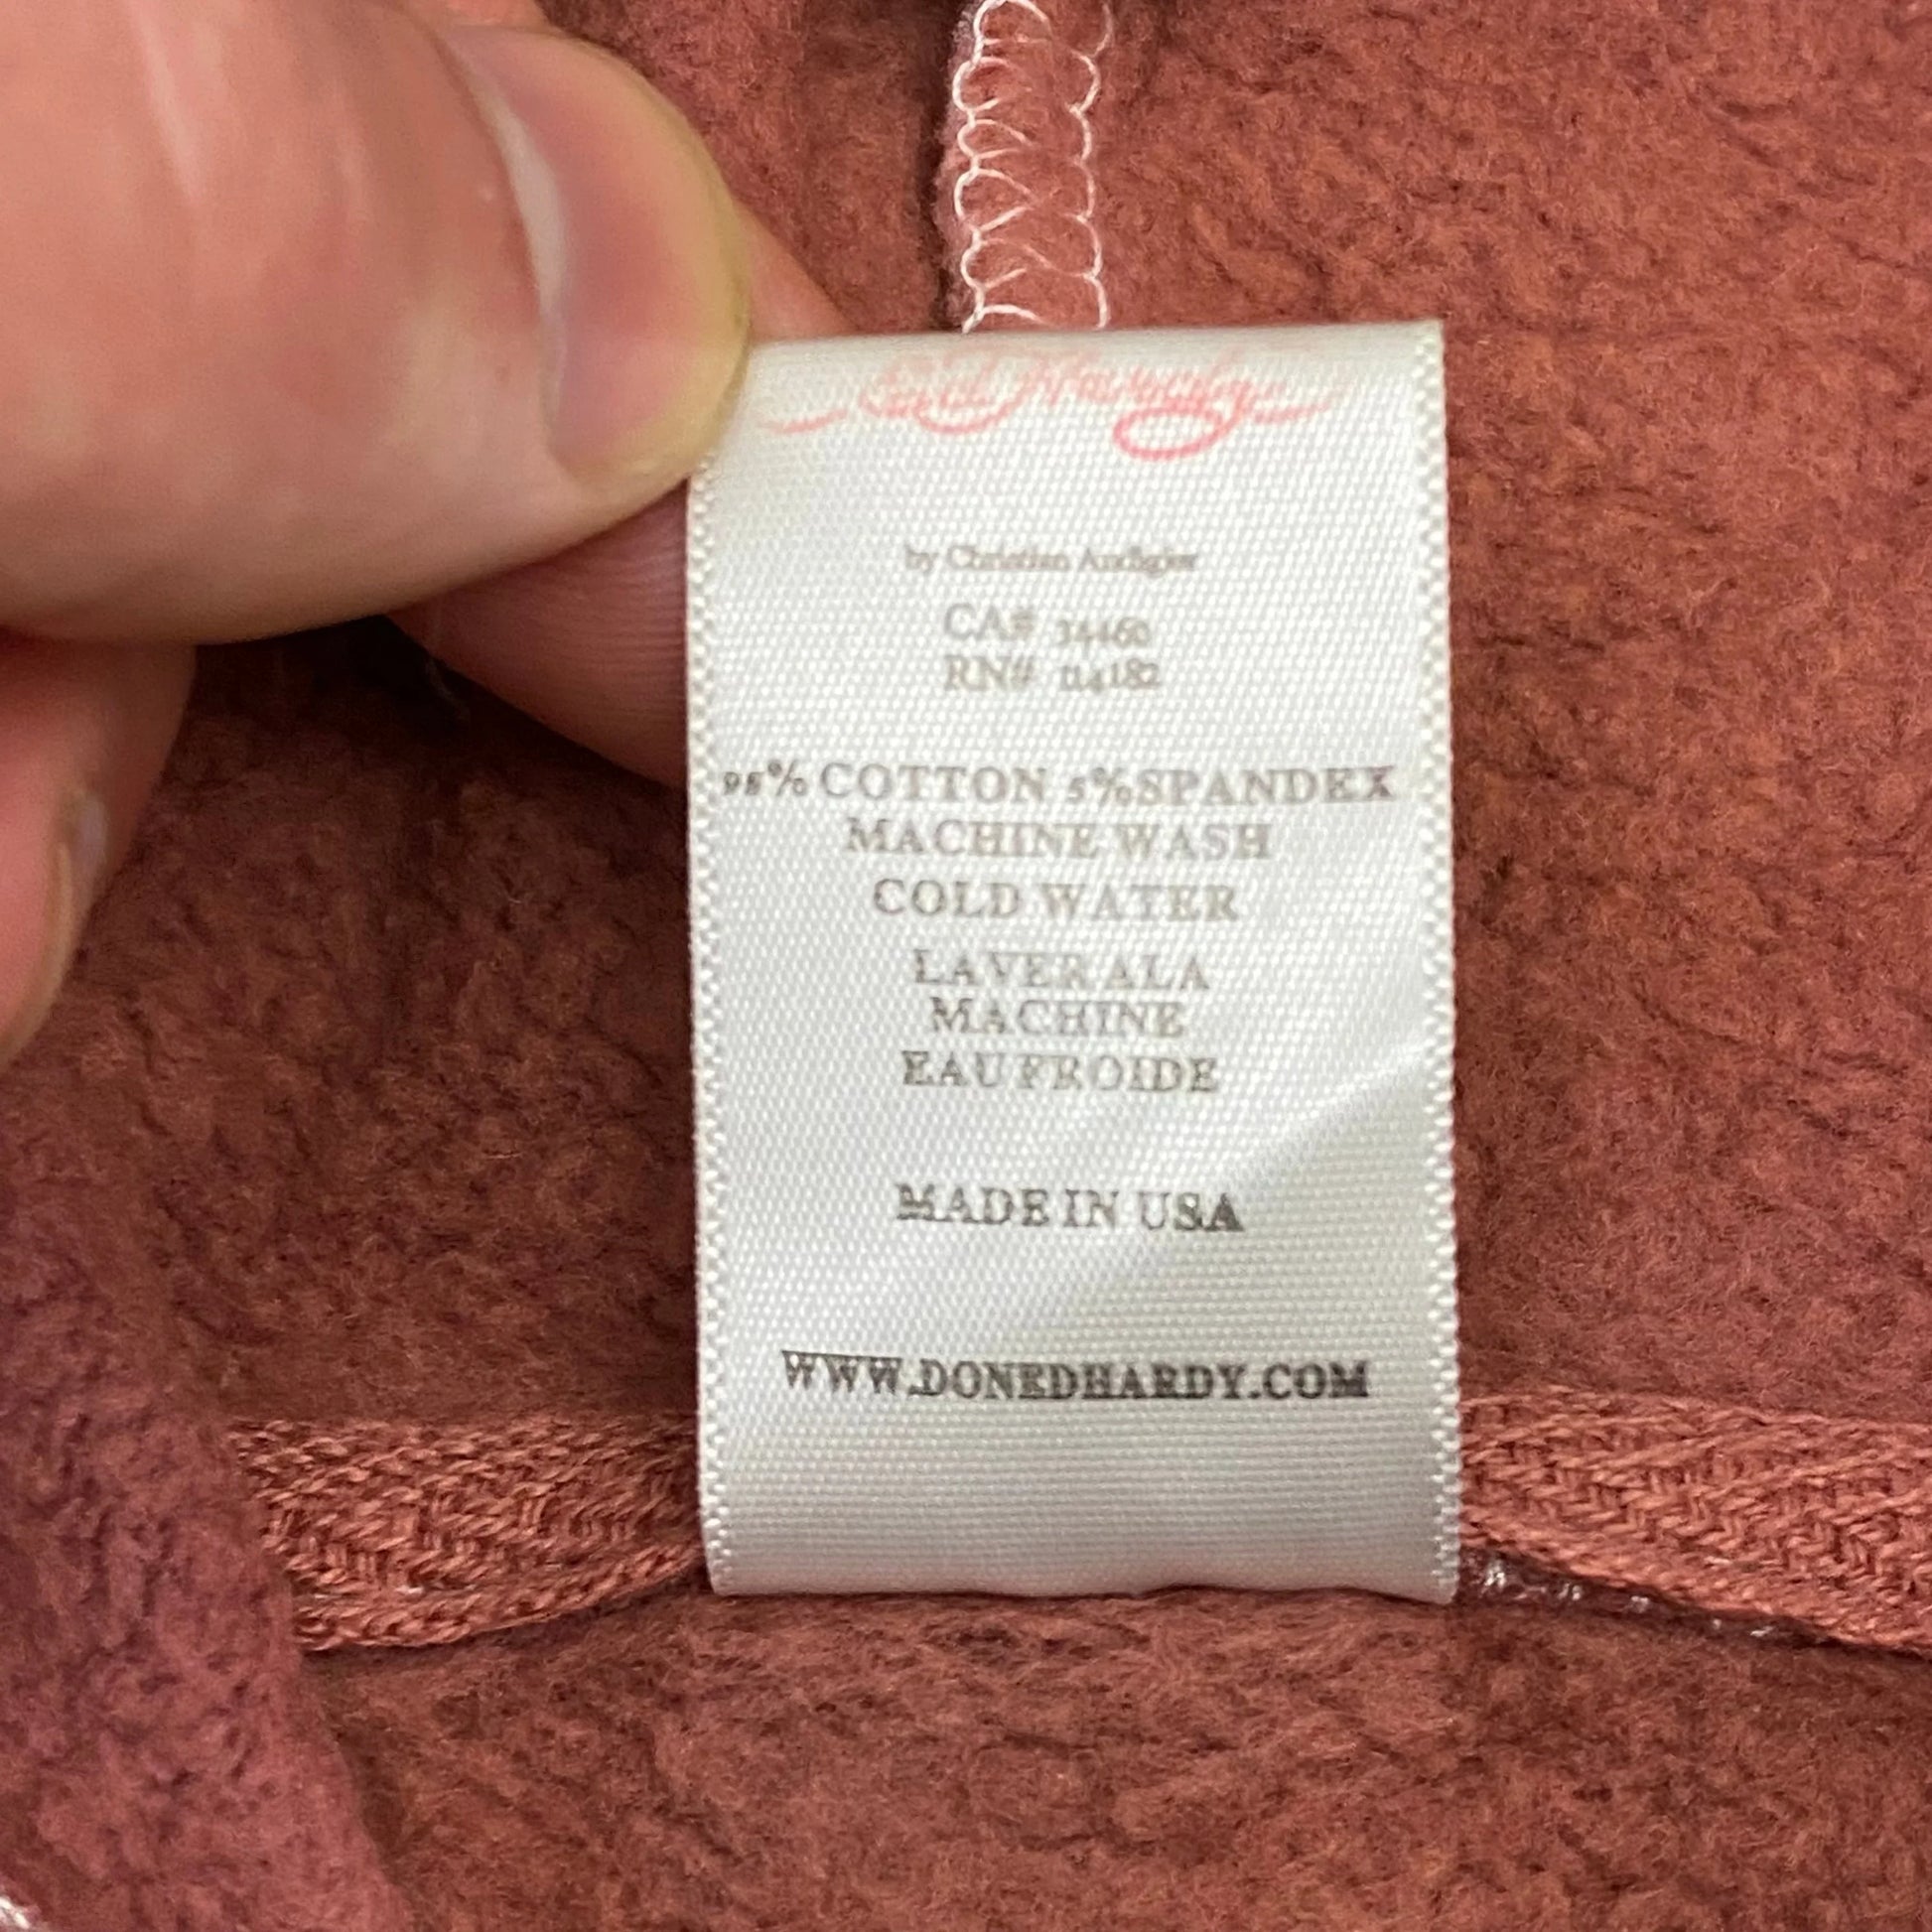 Ed Hardy
by Christian Audigier
CA# 34460
RN# 114182
95% COTTON 5%SPANDEX
MACHINE WASH
COLD WATER
LAVER ALA
MACHINE
EAU FROIDE
MADE IN USA
WWW.DONEDHARDY.COM